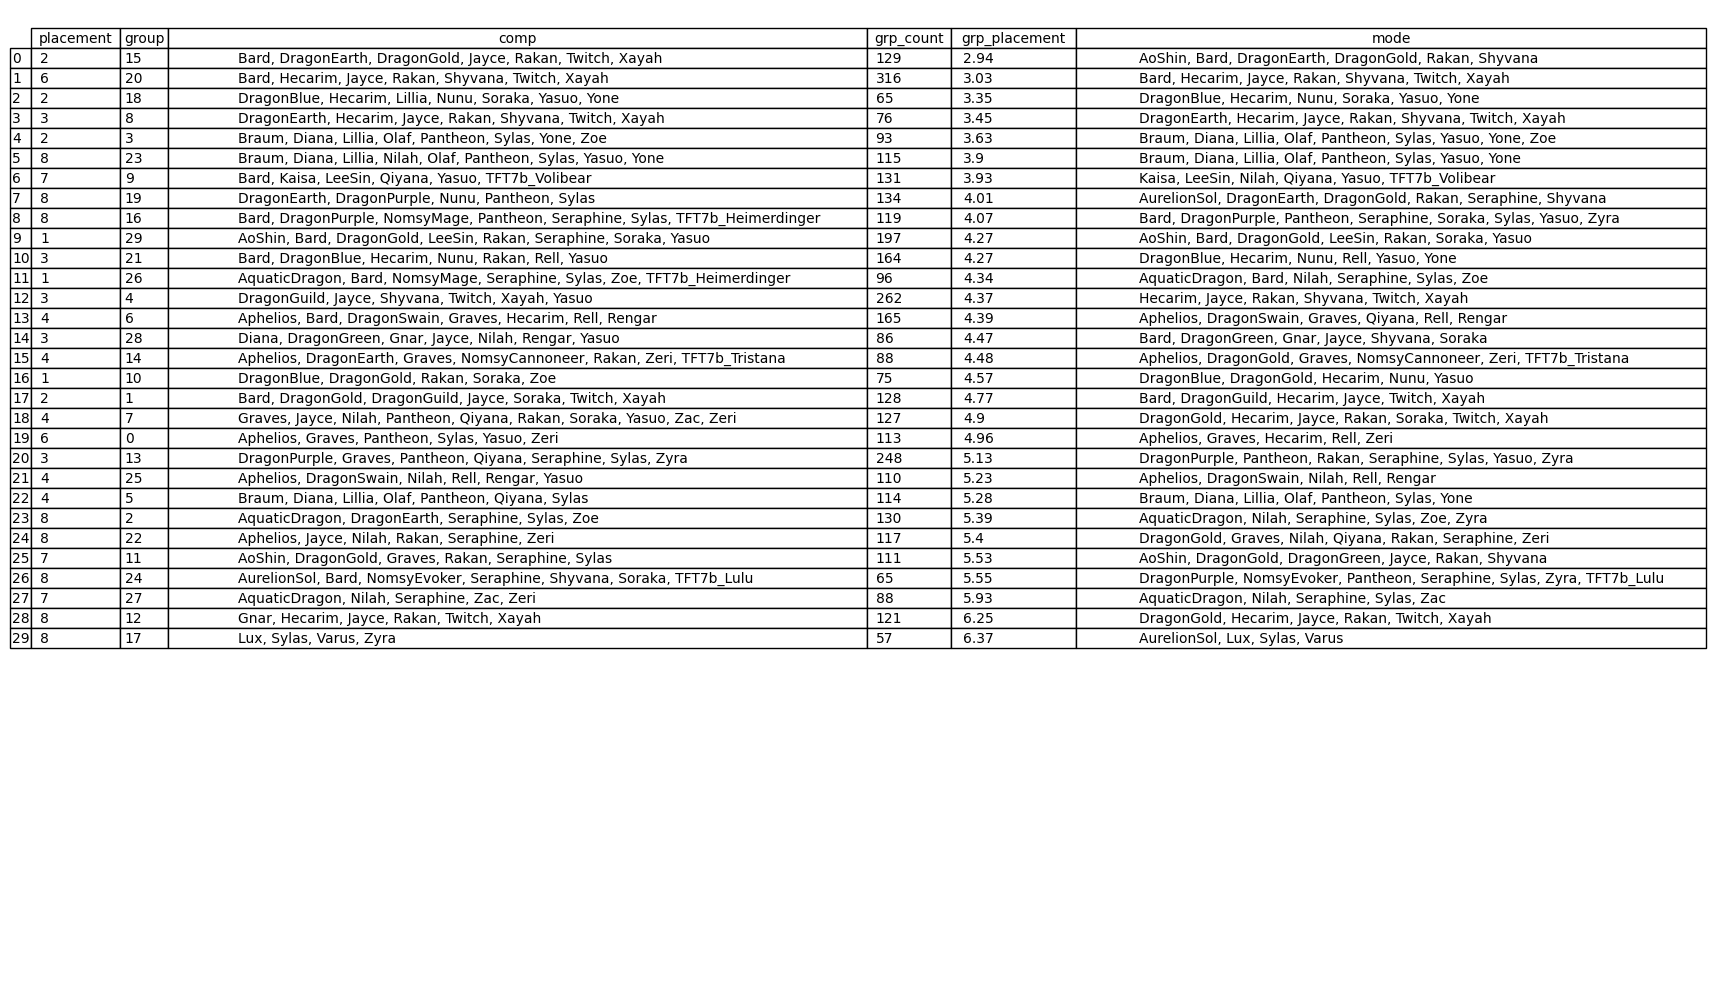 placement group comp grp_count grp_placement mode
0 2 15 Bard, DragonEarth, DragonGold, Jayce, Rakan, Twitch, Xayah 129 2.94 AoShin, Bard, DragonEarth, DragonGold, Rakan, Shyvana
1 6 20 Bard, Hecarim, Jayce, Rakan, Shyvana, Twitch, Xayah 316 3.03 Bard, Hecarim, Jayce, Rakan, Shyvana, Twitch, Xayah
2 2 18 DragonBlue, Hecarim, Lillia, Nunu, Soraka, Yasuo, Yone 65 3.35 DragonBlue, Hecarim, Nunu, Soraka, Yasuo, Yone
3 3 8 DragonEarth, Hecarim, Jayce, Rakan, Shyvana, Twitch, Xayah 76 3.45 DragonEarth, Hecarim, Jayce, Rakan, Shyvana, Twitch, Xayah
4 2 3 Braum, Diana, Lillia, Olaf, Pantheon, Sylas, Yone, Zoe 93 3.63 Braum, Diana, Lillia, Olaf, Pantheon, Sylas, Yasuo, Yone, Zoe
5 8 23 Braum, Diana, Lillia, Nilah, Olaf, Pantheon, Sylas, Yasuo, Yone 115 3.9 Braum, Diana, Lillia, Olaf, Pantheon, Sylas, Yasuo, Yone
6 7 9 Bard, Kaisa, LeeSin, Qiyana, Yasuo, TFT7b_Volibear 131 3.93 Kaisa, LeeSin, Nilah, Qiyana, Yasuo, TFT7b_Volibear
7 8 19 DragonEarth, DragonPurple, Nunu, Pantheon, Sylas 134 4.01 AurelionSol, DragonEarth, DragonGold, Rakan, Seraphine, Shyvana
8 8 16 Bard, DragonPurple, NomsyMage, Pantheon, Seraphine, Sylas, TFT7b_Heimerdinger 119 4.07 Bard, DragonPurple, Pantheon, Seraphine, Soraka, Sylas, Yasuo, Zyra
9 1 29 AoShin, Bard, DragonGold, LeeSin, Rakan, Seraphine, Soraka, Yasuo 197 4.27 AoShin, Bard, DragonGold, LeeSin, Rakan, Soraka, Yasuo
10 3 21 Bard, DragonBlue, Hecarim, Nunu, Rakan, Rell, Yasuo 164 4.27 DragonBlue, Hecarim, Nunu, Rell, Yasuo, Yone
11 1 26 AquaticDragon, Bard, NomsyMage, Seraphine, Sylas, Zoe, TFT7b_Heimerdinger 96 4.34 AquaticDragon, Bard, Nilah, Seraphine, Sylas, Zoe
12 3 4 DragonGuild, Jayce, Shyvana, Twitch, Xayah, Yasuo 262 4.37 Hecarim, Jayce, Rakan, Shyvana, Twitch, Xayah
13 4 6 Aphelios, Bard, DragonSwain, Graves, Hecarim, Rell, Rengar 165 4.39 Aphelios, DragonSwain, Graves, Qiyana, Rell, Rengar
14 3 28 Diana, DragonGreen, Gnar, Jayce, Nilah, Rengar, Yasuo 86 4.47 Bard, DragonGreen, Gnar, Jayce, Shyvana, Soraka
15 4 14 Aphelios, DragonEarth, Graves, NomsyCannoneer, Rakan, Zeri, TFT7b_Tristana 88 4.48 Aphelios, DragonGold, Graves, NomsyCannoneer, Zeri, TFT7b_Tristana
16 1 10 DragonBlue, DragonGold, Rakan, Soraka, Zoe 75 4.57 DragonBlue, DragonGold, Hecarim, Nunu, Yasuo
17 2 1 Bard, DragonGold, DragonGuild, Jayce, Soraka, Twitch, Xayah 128 4.77 Bard, DragonGuild, Hecarim, Jayce, Twitch, Xayah
18 4 7 Graves, Jayce, Nilah, Pantheon, Qiyana, Rakan, Soraka, Yasuo, Zac, Zeri 127 4.9 DragonGold, Hecarim, Jayce, Rakan, Soraka, Twitch, Xayah
19 6 0 Aphelios, Graves, Pantheon, Sylas, Yasuo, Zeri 113 4.96 Aphelios, Graves, Hecarim, Rell, Zeri
20 3 13 DragonPurple, Graves, Pantheon, Qiyana, Seraphine, Sylas, Zyra 248 5.13 DragonPurple, Pantheon, Rakan, Seraphine, Sylas, Yasuo, Zyra
21 4 25 Aphelios, DragonSwain, Nilah, Rell, Rengar, Yasuo 110 5.23 Aphelios, DragonSwain, Nilah, Rell, Rengar
22 4 5 Braum, Diana, Lillia, Olaf, Pantheon, Qiyana, Sylas 114 5.28 Braum, Diana, Lillia, Olaf, Pantheon, Sylas, Yone
23 8 2 AquaticDragon, DragonEarth, Seraphine, Sylas, Zoe 130 5.39 AquaticDragon, Nilah, Seraphine, Sylas, Zoe, Zyra
24 8 22 Aphelios, Jayce, Nilah, Rakan, Seraphine, Zeri 117 5.4 DragonGold, Graves, Nilah, Qiyana, Rakan, Seraphine, Zeri
25 7 11 AoShin, DragonGold, Graves, Rakan, Seraphine, Sylas 111 5.53 AoShin, DragonGold, DragonGreen, Jayce, Rakan, Shyvana
26 8 24 AurelionSol, Bard, NomsyEvoker, Seraphine, Shyvana, Soraka, TFT7b_Lulu 65 5.55 DragonPurple, NomsyEvoker, Pantheon, Seraphine, Sylas, Zyra, TFT7b_Lulu
27 7 27 AquaticDragon, Nilah, Seraphine, Zac, Zeri 88 5.93 AquaticDragon, Nilah, Seraphine, Sylas, Zac
28 8 12 Gnar, Hecarim, Jayce, Rakan, Twitch, Xayah 121 6.25 DragonGold, Hecarim, Jayce, Rakan, Twitch, Xayah
29 8 17 Lux, Sylas, Varus, Zyra 57 6.37 AurelionSol, Lux, Sylas, Varus